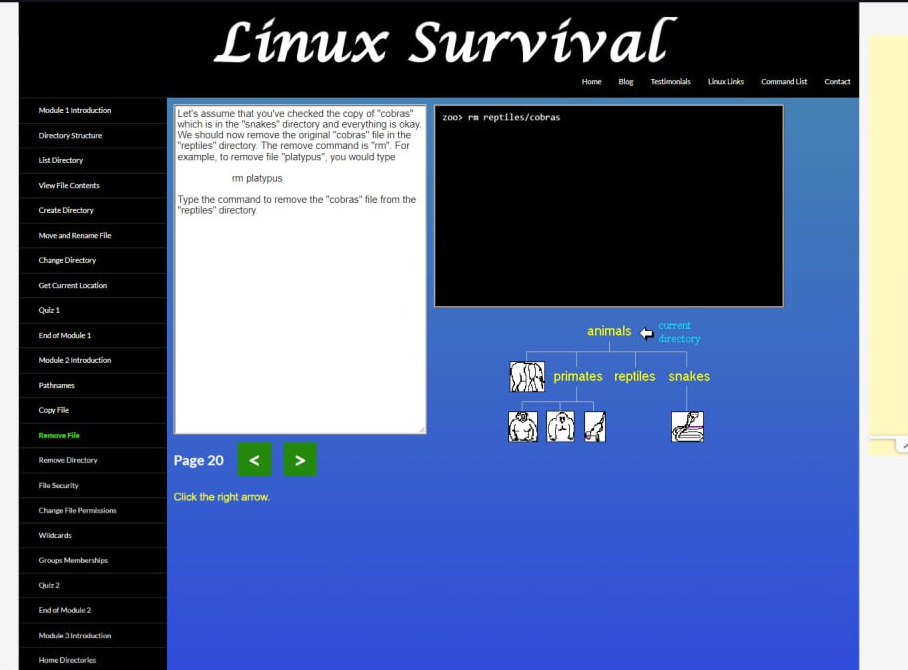 Linux Survival
Home Blog Testimonials Linux Links Command List Contact
Module 1 Introduction
Directory Structure
List Directory
View File Contents
Create Directory
Move and Rename File
Change Directory
Get Current Location
Quiz 1
End of Module 1
Module 2 Introduction
Pathnames
Copy File
Remove File
Remove Directory
File Security
Change File Permissions
Wildcards
Groups Memberships
Quiz 2
End of Module 2
Module 3 Introduction
Home Directories
Let's assume that you've checked the copy of "cobras"
which is in the "snakes" directory and everything is okay.
We should now remove the original "cobras" file in the
"reptiles" directory. The remove command is "rm". For
example, to remove file "platypus", you would type
rm platypus
Type the command to remove the "cobras" file from the
"reptiles" directory.
Page 20 < >
Click the right arrow.
zoo> rm reptiles/cobras
animals
current
directory
primates reptiles snakes